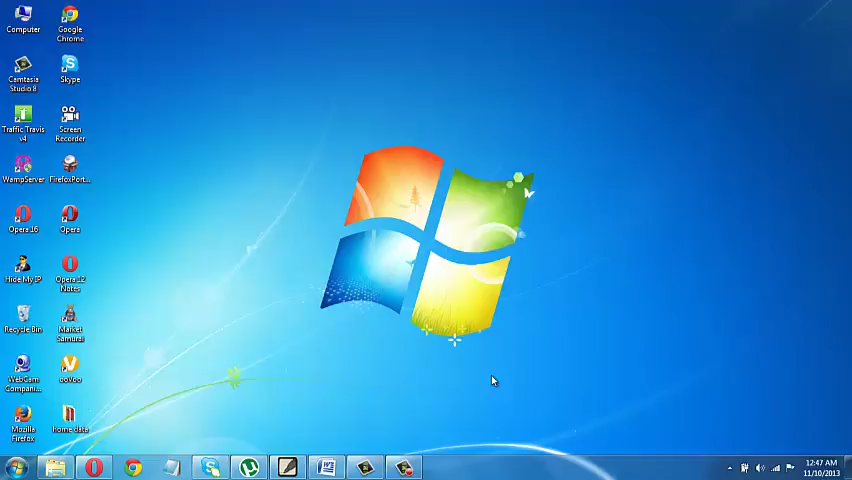 Computer
Google
Chrome
Camtasia
Studio 8
Skype
Traffic Travis
v4
Screen
Recorder
WampServer
FirefoxPort...
Opera 16
Opera
Hide My IP
Opera 12
Notes
Recycle Bin
Market
Samurai
WebCam
Compani...
ooVoo
Mozilla
Firefox
home data
12:47 AM
11/10/2013